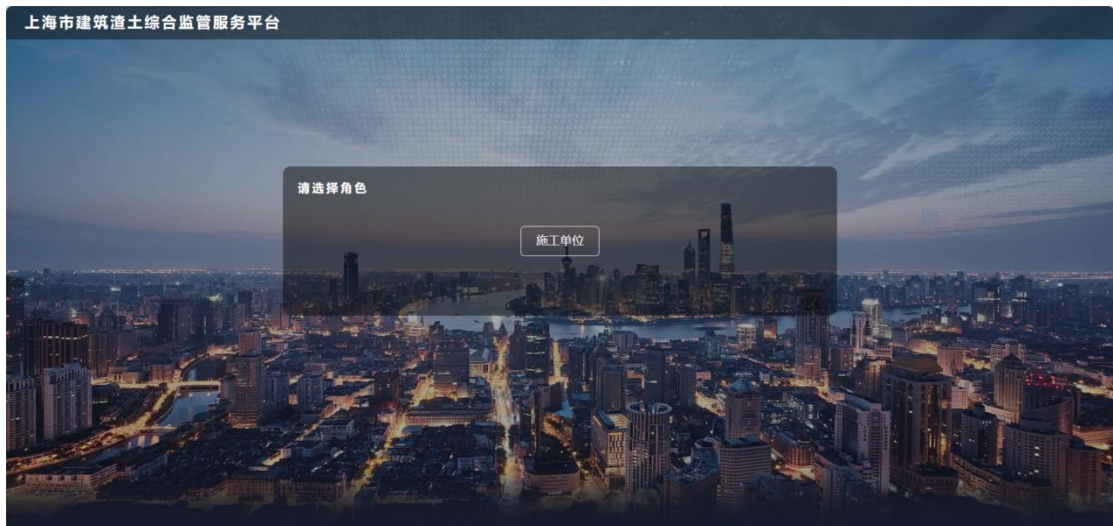 上海市建筑渣土综合监管服务平台
请选择角色
施工单位